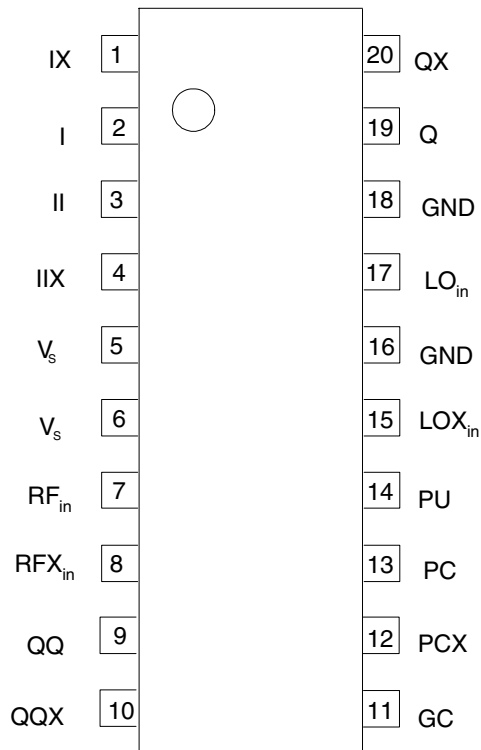 IX 1 20 QX
I 2 19 Q
II 3 18 GND
IIX 4 17 LOin
Vs 5 16 GND
Vs 6 15 LOXin
RFin 7 14 PU
RFXin 8 13 PC
QQ 9 12 PCX
QQX 10 11 GC